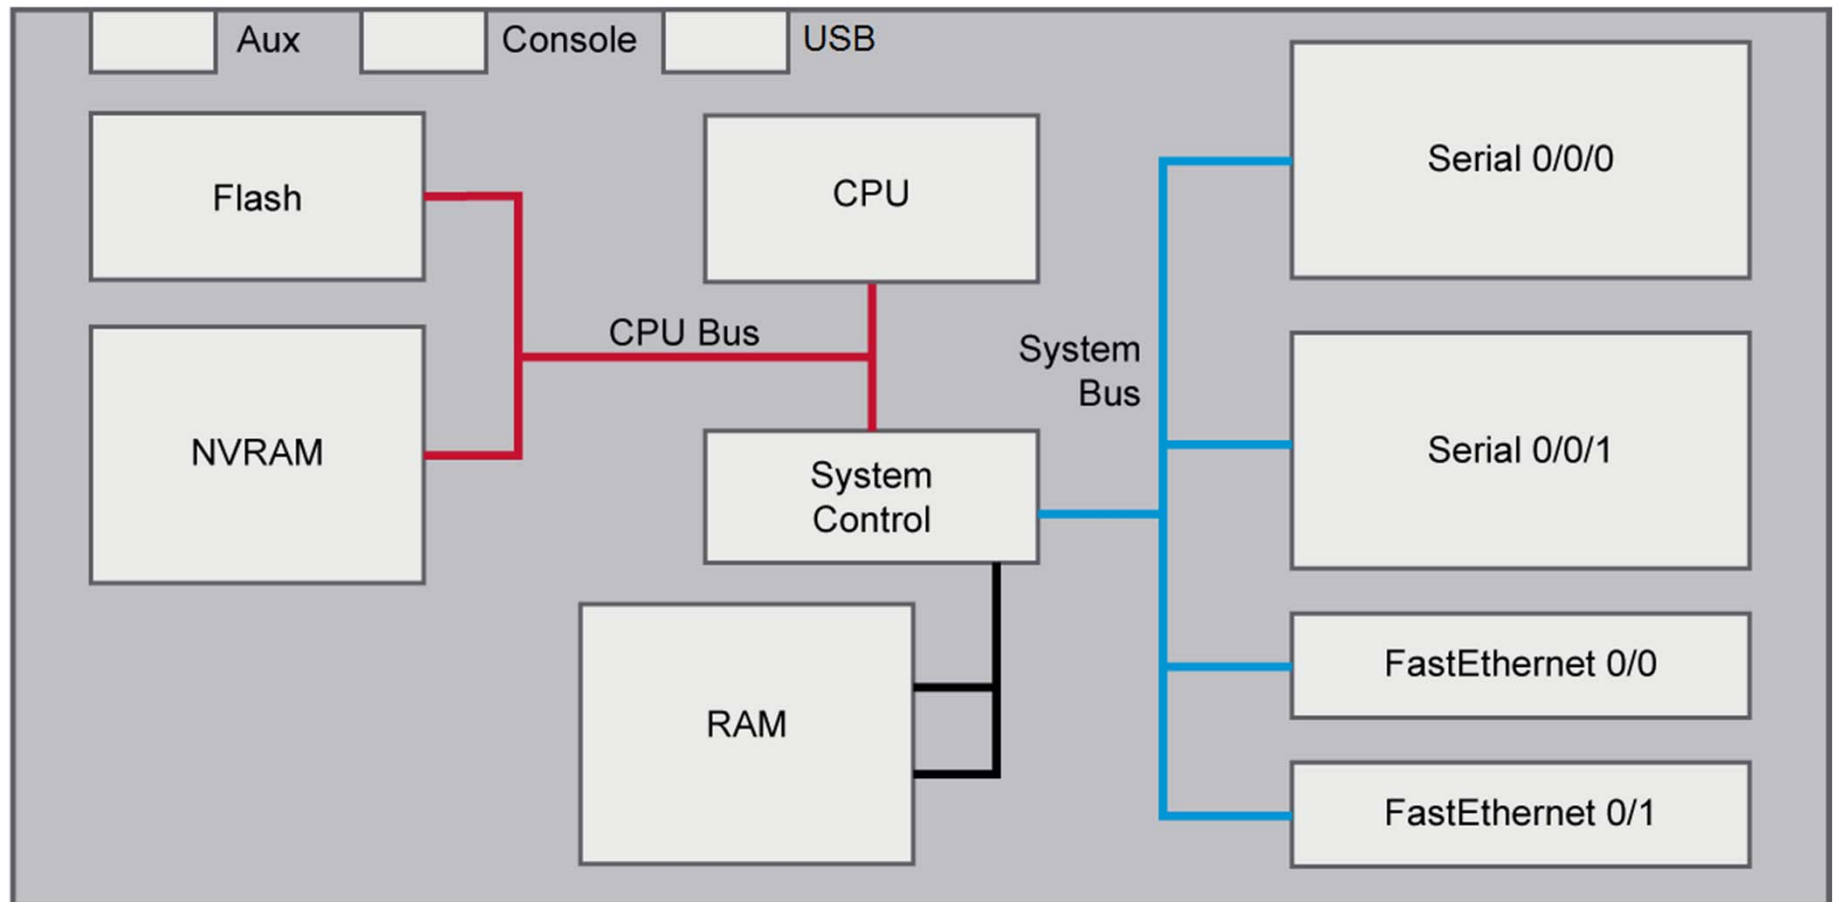 Aux
Console
USB
Flash
CPU
Serial 0/0/0
CPU Bus
System
Bus
NVRAM
System
Control
Serial 0/0/1
RAM
FastEthernet 0/0
FastEthernet 0/1